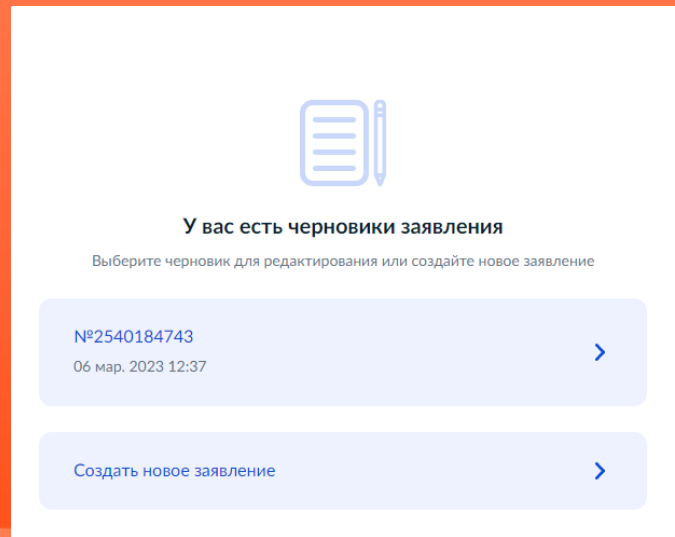 У вас есть черновики заявления
Выберите черновик для редактирования или создайте новое заявление
№2540184743
06 мар. 2023 12:37
Создать новое заявление